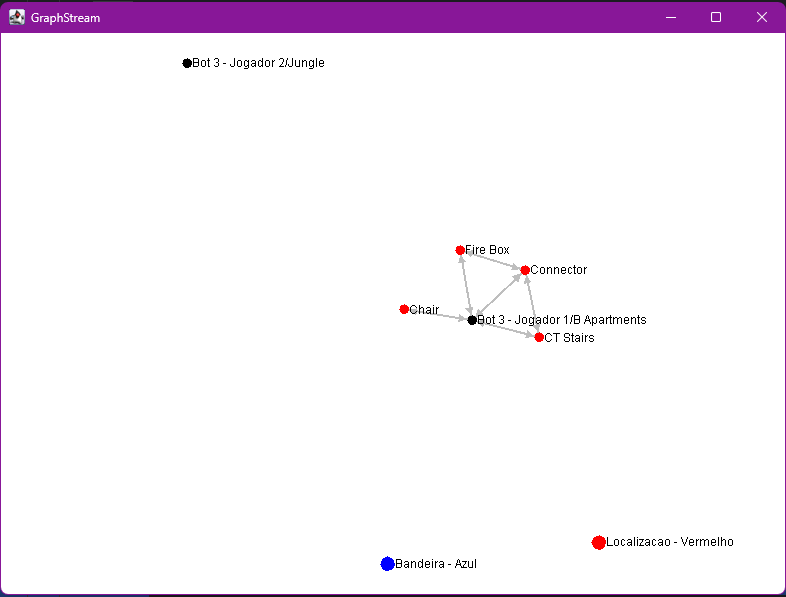 GraphStream
Bot 3 - Jogador 2/Jungle
Fire Box
Connector
Chair
Bot 3 - Jogador 1/B Apartments
CT Stairs
Localizacao - Vermelho
Bandeira - Azul